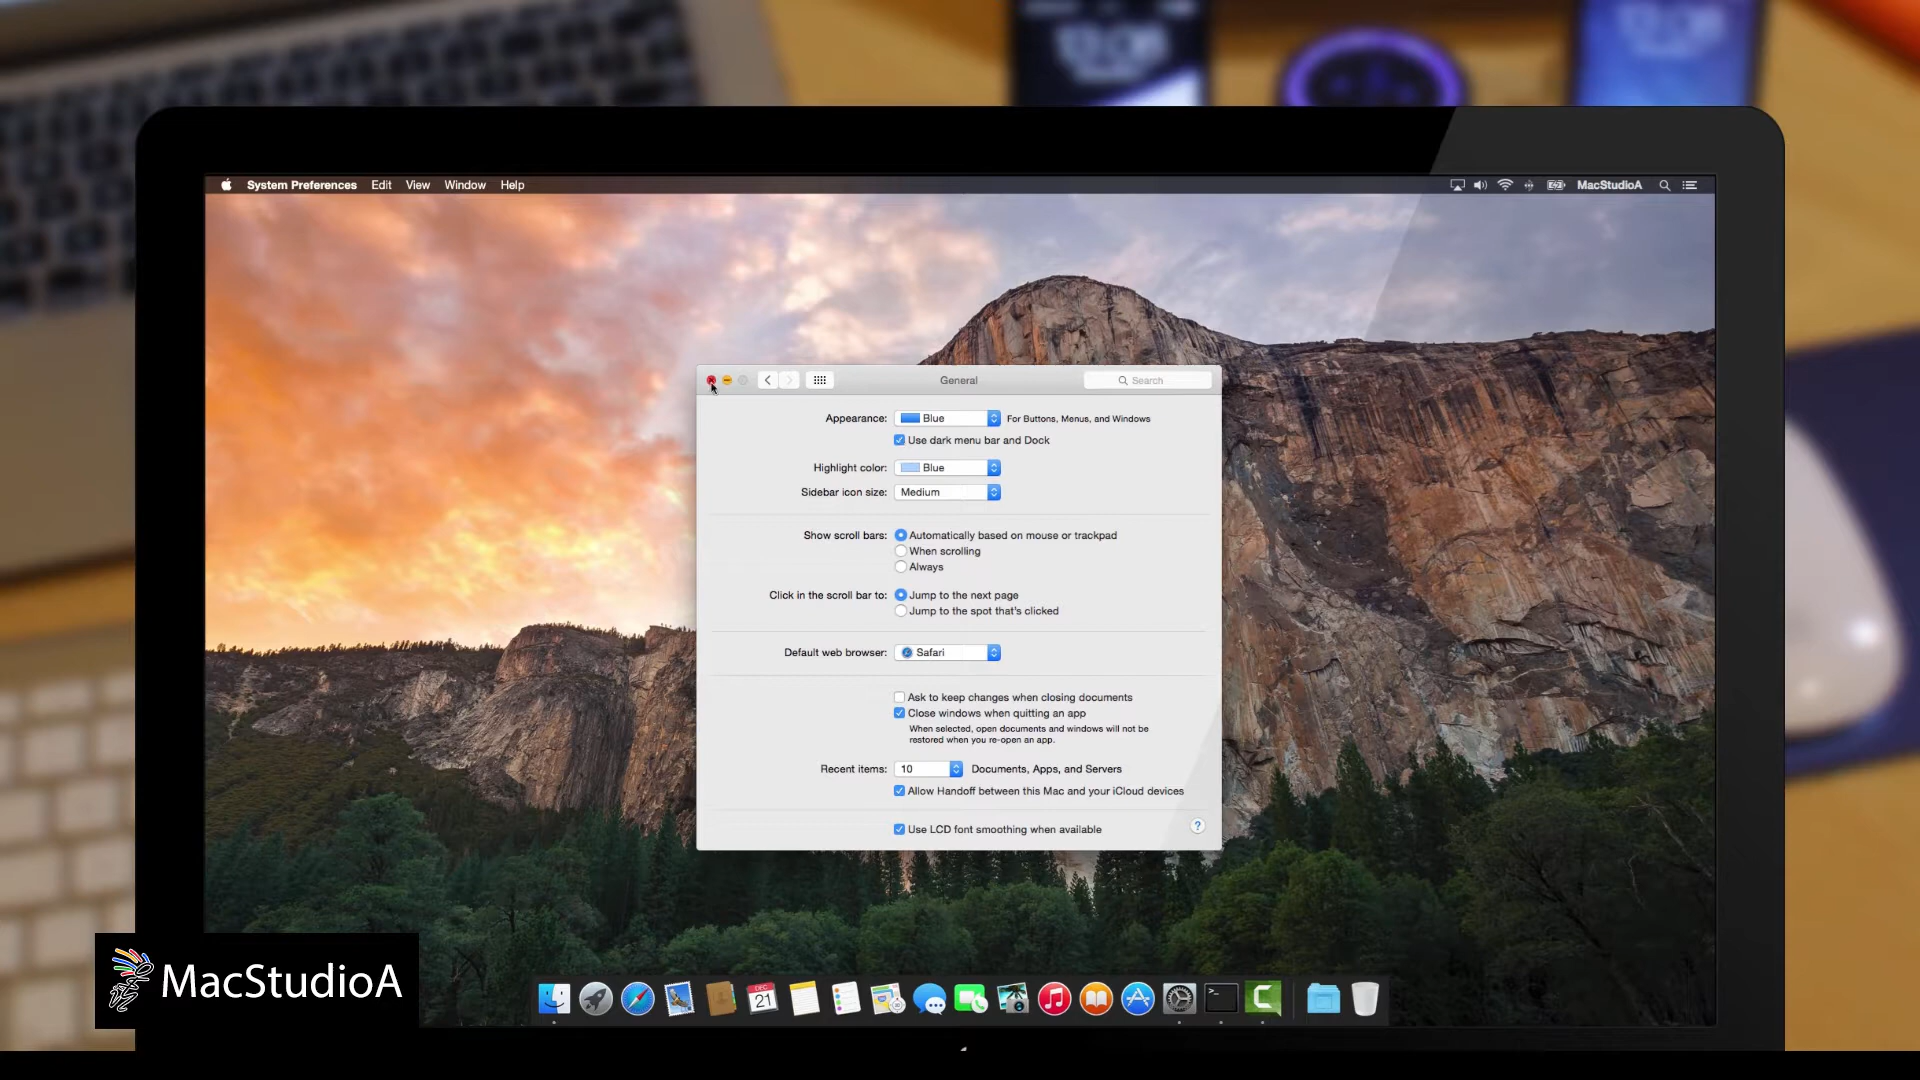 12:08
System Preferences Edit View Window Help
MacStudioA
General
Search
Appearance: Blue For Buttons, Menus, and Windows
Use dark menu bar and Dock
Highlight color: Blue
Sidebar icon size: Medium
Show scroll bars: Automatically based on mouse or trackpad
When scrolling
Always
Click in the scroll bar to: Jump to the next page
Jump to the spot that's clicked
Default web browser: Safari
Ask to keep changes when closing documents
Close windows when quitting an app
When selected, open documents and windows will not be
restored when you re-open an app.
Recent items: 10 Documents, Apps, and Servers
Allow Handoff between this Mac and your iCloud devices
Use LCD font smoothing when available
?
MacStudioA
DEC
21